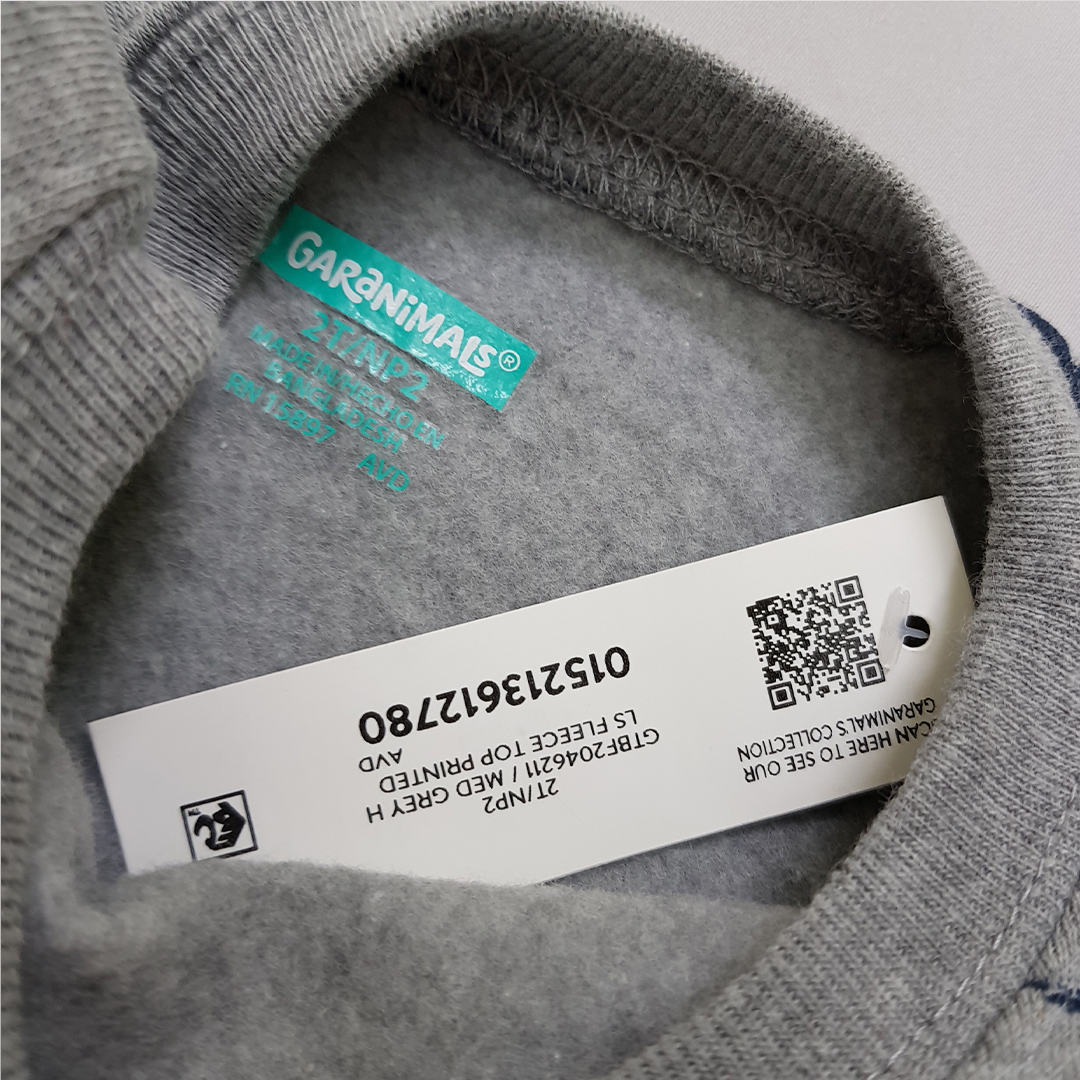 GARANIMALS®
2T/NP2
MADE IN/HECHO EN
BANGLADESH
RN 15897
AVD
SCAN HERE TO SEE OUR
GARANIMALS COLLECTION
2T/NP2
GTBF2046211 / MED GREY H
LS FLEECE TOP PRINTED
AVD
015213612780